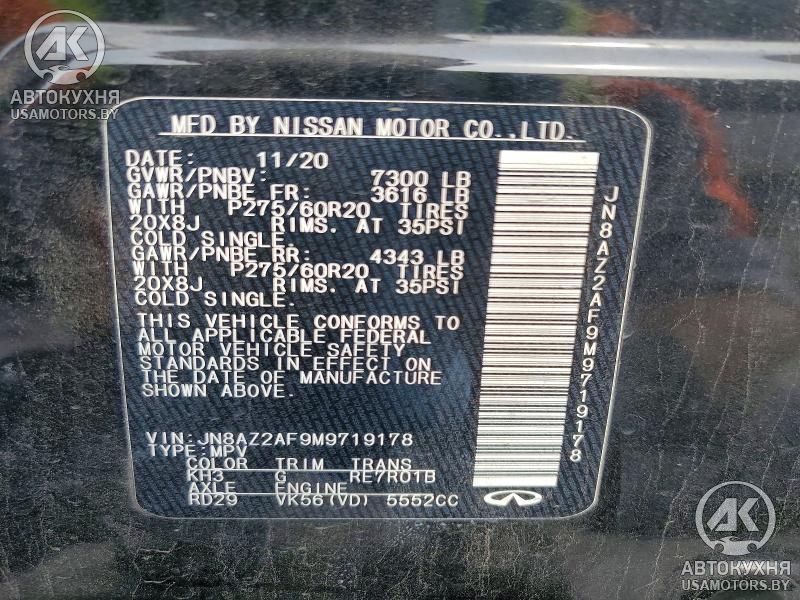 AK
АВТОКУХНЯ
USAMOTORS.BY
MFD BY NISSAN MOTOR CO.,LTD.
DATE: 11/20
GVWR/PNBV: 7300 LB
GAWR/PNBE FR: 3616 LB
WITH P275/60R20 TIRES
20X8J RIMS. AT 35PSI
COLD SINGLE.
GAWR/PNBE RR: 4343 LB
WITH P275/60R20 TIRES
20X8J RIMS. AT 35PSI
COLD SINGLE.
THIS VEHICLE CONFORMS TO
ALL APPLICABLE FEDERAL
MOTOR VEHICLE SAFETY
STANDARDS IN EFFECT ON
THE DATE OF MANUFACTURE
SHOWN ABOVE.
VIN:JN8AZ2AF9M9719178
TYPE:MPV
COLOR TRIM TRANS
KH3 G RE7R01B
AXLE ENGINE
RD29 VK56(VD) 5552CC
JN8AZ2AF9M9719178
AK
АВТОКУХНЯ
USAMOTORS.BY